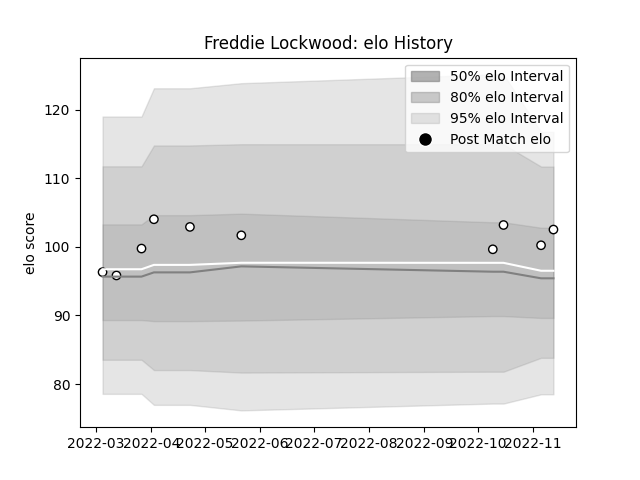 Freddie Lockwood: elo History
50% elo Interval
80% elo Interval
95% elo Interval
Post Match elo
elo score
120
110
100
90
80
2022-03 2022-04 2022-05 2022-06 2022-07 2022-08 2022-09 2022-10 2022-11